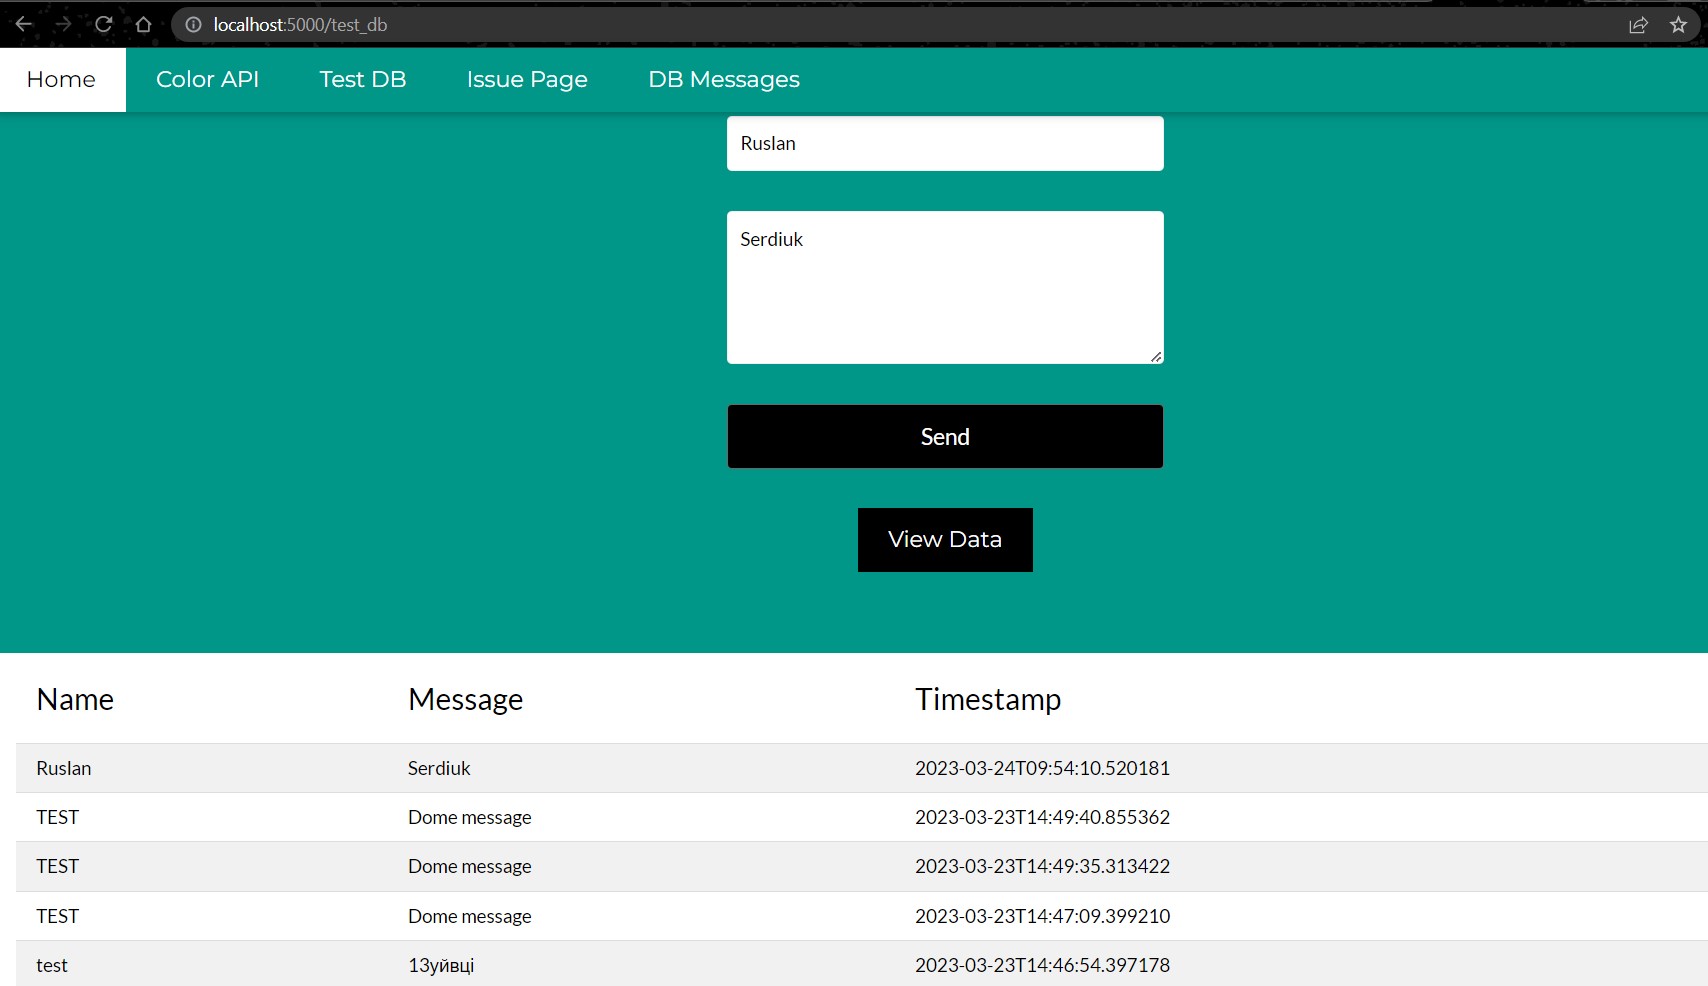 localhost:5000/test_db
Home Color API Test DB Issue Page DB Messages
Ruslan
Serdiuk
Send
View Data
Name Message Timestamp
Ruslan Serdiuk 2023-03-24T09:54:10.520181
TEST Dome message 2023-03-23T14:49:40.855362
TEST Dome message 2023-03-23T14:49:35.313422
TEST Dome message 2023-03-23T14:47:09.399210
test 13уйвці 2023-03-23T14:46:54.397178